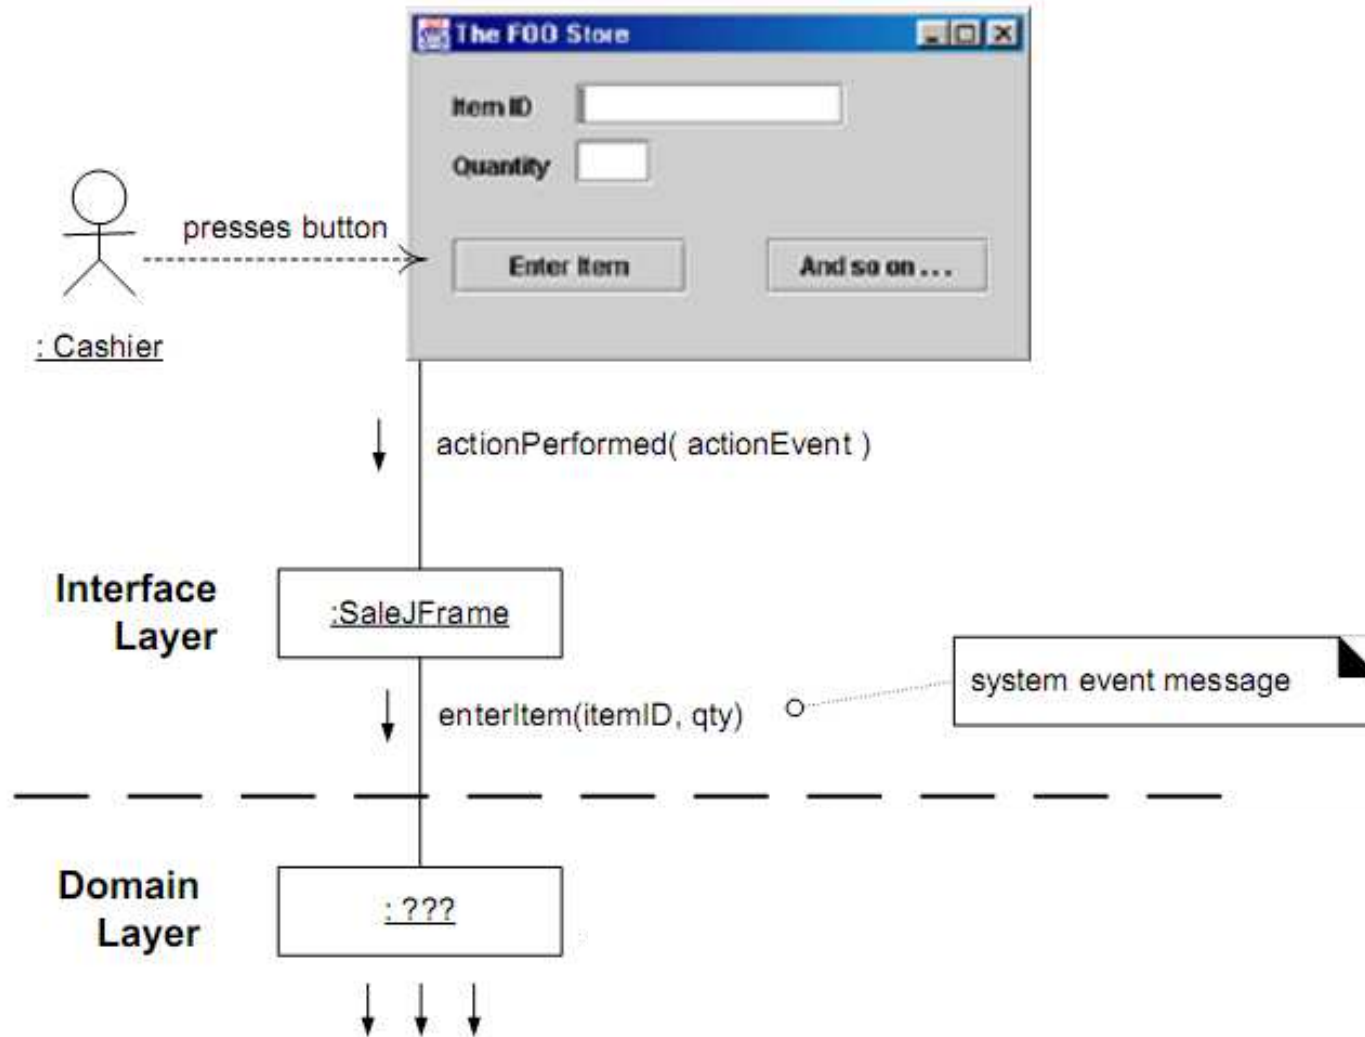 The FOO Store
Item ID
Quantity
presses button
Enter Item
And so on . . .
: Cashier
actionPerformed( actionEvent )
Interface
Layer
:SaleJFrame
system event message
enterItem(itemID, qty)
Domain
Layer
: ???